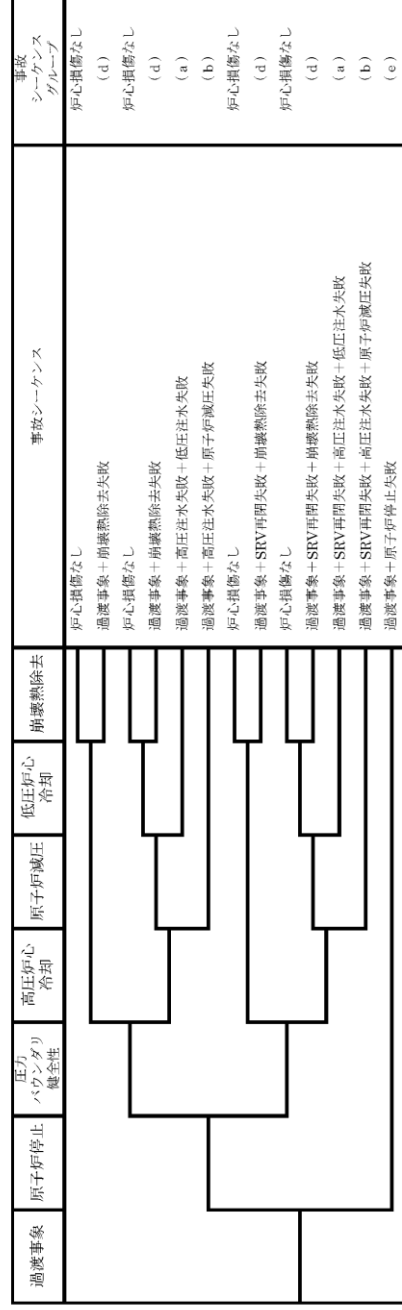 過渡事象
原子炉停止
圧力
バウンダリ
健全性
高圧炉心
冷却
原子炉減圧
低圧炉心
冷却
崩壊熱除去
事故シーケンス
事故
シーケンス
グループ
炉心損傷なし
炉心損傷なし
過渡事象+崩壊熱除去失敗
(d)
炉心損傷なし
炉心損傷なし
過渡事象+崩壊熱除去失敗
(d)
過渡事象+高圧注水失敗+低圧注水失敗
(a)
過渡事象+高圧注水失敗+原子炉減圧失敗
(b)
炉心損傷なし
炉心損傷なし
過渡事象+SRV再閉失敗+崩壊熱除去失敗
(d)
炉心損傷なし
炉心損傷なし
過渡事象+SRV再閉失敗+崩壊熱除去失敗
(d)
過渡事象+SRV再閉失敗+高圧注水失敗+低圧注水失敗
(a)
過渡事象+SRV再閉失敗+高圧注水失敗+原子炉減圧失敗
(b)
過渡事象+原子炉停止失敗
(e)